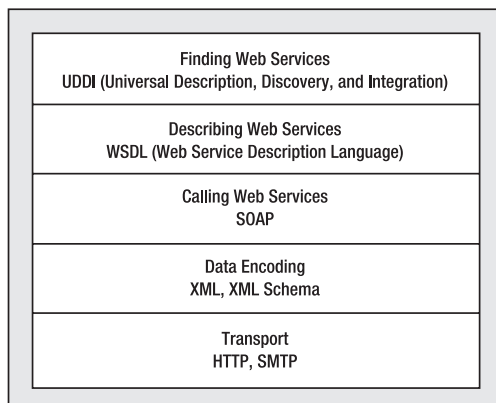 Finding Web Services
UDDI (Universal Description, Discovery, and Integration)
Describing Web Services
WSDL (Web Service Description Language)
Calling Web Services
SOAP
Data Encoding
XML, XML Schema
Transport
HTTP, SMTP